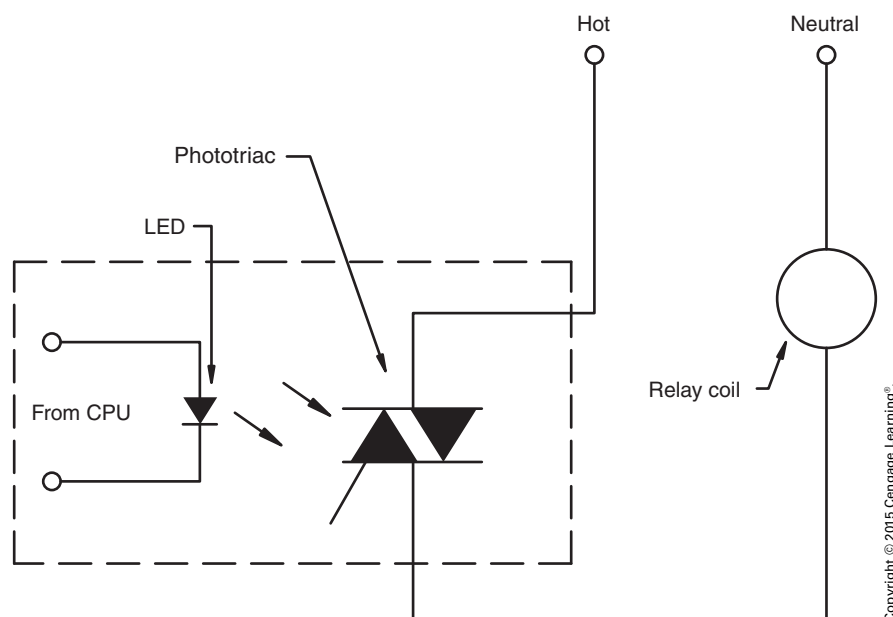 Hot
Neutral
Phototriac
LED
From CPU
Relay coil
Copyright © 2015 Cengage Learning®.